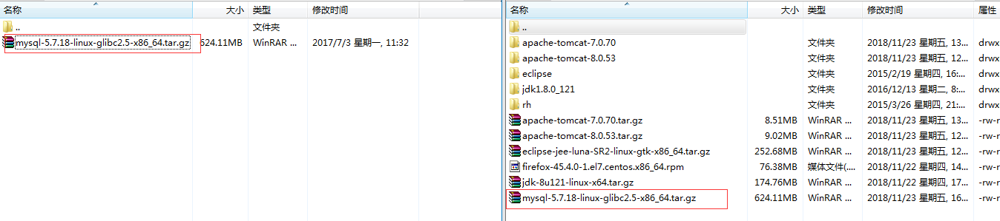 名称 大小 类型 修改时间
.. 文件夹
mysql-5.7.18-linux-glibc2.5-x86_64.tar.gz 624.11MB WinRAR ... 2017/7/3 星期一, 11:32
名称 大小 类型 修改时间 属性
..
apache-tomcat-7.0.70 文件夹 2018/11/23 星期五, 13... drwx
apache-tomcat-8.0.53 文件夹 2018/11/23 星期五, 12... drwx
eclipse 文件夹 2015/2/19 星期四, 16:... drwx
jdk1.8.0_121 文件夹 2016/12/13 星期二, 8:... drwx
rh 文件夹 2015/3/26 星期四, 21:... drwx
apache-tomcat-7.0.70.tar.gz 8.51MB WinRAR ... 2018/11/23 星期五, 13... -rw-r
apache-tomcat-8.0.53.tar.gz 9.02MB WinRAR ... 2018/11/23 星期五, 12... -rw-r
eclipse-jee-luna-SR2-linux-gtk-x86_64.tar.gz 252.68MB WinRAR ... 2018/11/23 星期五, 12... -rw-r
firefox-45.4.0-1.el7.centos.x86_64.rpm 76.38MB 媒体文件(.... 2018/11/22 星期四, 14... -rw-r
jdk-8u121-linux-x64.tar.gz 174.76MB WinRAR ... 2018/11/22 星期四, 17... -rw-r
mysql-5.7.18-linux-glibc2.5-x86_64.tar.gz 624.11MB WinRAR ... 2018/11/23 星期五, 16... -rw-r